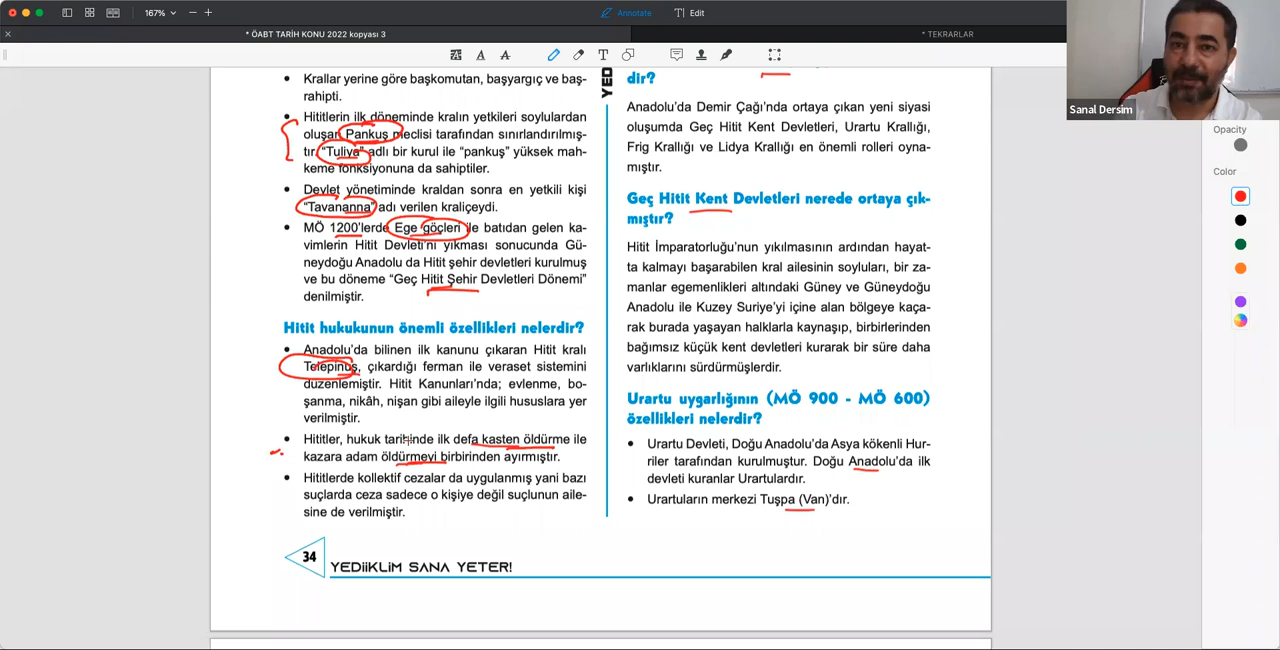 167%
Annotate
Edit
* ÖABT TARİH KONU 2022 kopyası 3
* TEKRARLAR
Sanal Dersim
Opacity
Color
Krallar yerine göre başkomutan, başyargıç ve baş-
rahipti.
Hititlerin ilk döneminde kralın yetkileri soylulardan
oluşan Pankuş meclisi tarafından sınırlandırılmış-
tır. "Tuliya" adlı bir kurul ile "pankuş" yüksek mah-
keme fonksiyonuna da sahiptiler.
Devlet yönetiminde kraldan sonra en yetkili kişi
"Tavananna" adı verilen kraliçeydi.
MÖ 1200'lerde Ege göçleri ile batıdan gelen ka-
vimlerin Hitit Devleti'ni yıkması sonucunda Gü-
neydoğu Anadolu da Hitit şehir devletleri kurulmuş
ve bu döneme "Geç Hitit Şehir Devletleri Dönemi"
denilmiştir.
Hitit hukukunun önemli özellikleri nelerdir?
Anadolu'da bilinen ilk kanunu çıkaran Hitit kralı
Telepinuş, çıkardığı ferman ile veraset sistemini
düzenlemiştir. Hitit Kanunları'nda; evlenme, bo-
şanma, nikâh, nişan gibi aileyle ilgili hususlara yer
verilmiştir.
Hititler, hukuk tarihinde ilk defa kasten öldürme ile
kazara adam öldürmeyi birbirinden ayırmıştır.
Hititlerde kollektif cezalar da uygulanmış yani bazı
suçlarda ceza sadece o kişiye değil suçlunun aile-
sine de verilmiştir.
34
YEDİİKLİM SANA YETER!
YED
dir?
Anadolu'da Demir Çağı'nda ortaya çıkan yeni siyasi
oluşumda Geç Hitit Kent Devletleri, Urartu Krallığı,
Frig Krallığı ve Lidya Krallığı en önemli rolleri oyna-
mıştır.
Geç Hitit Kent Devletleri nerede ortaya çık-
mıştır?
Hitit İmparatorluğu'nun yıkılmasının ardından hayat-
ta kalmayı başarabilen kral ailesinin soyluları, bir za-
manlar egemenlikleri altındaki Güney ve Güneydoğu
Anadolu ile Kuzey Suriye'yi içine alan bölgeye kaça-
rak burada yaşayan halklarla kaynaşıp, birbirlerinden
bağımsız küçük kent devletleri kurarak bir süre daha
varlıklarını sürdürmüşlerdir.
Urartu uygarlığının (MÖ 900 - MÖ 600)
özellikleri nelerdir?
Urartu Devleti, Doğu Anadolu'da Asya kökenli Hur-
riler tarafından kurulmuştur. Doğu Anadolu'da ilk
devleti kuranlar Urartulardır.
Urartuların merkezi Tuşpa (Van)'dır.